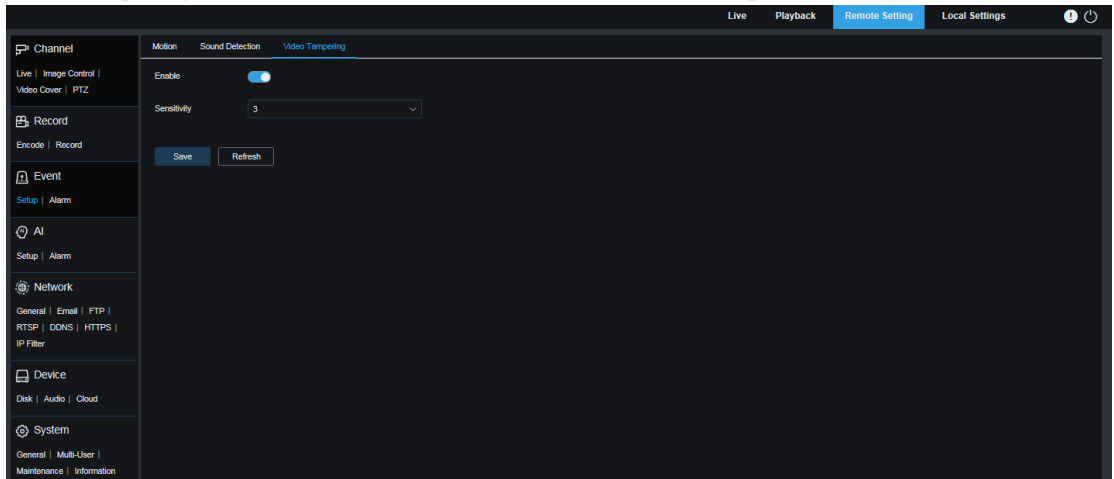 Live Playback Remote Setting Local Settings
Channel
Live | Image Control |
Video Cover | PTZ
Record
Encode | Record
Event
Setup | Alarm
AI
Setup | Alarm
Network
General | Email | FTP |
RTSP | DDNS | HTTPS |
IP Filter
Device
Disk | Audio | Cloud
System
General | Multi-User |
Maintenance | Information
Motion Sound Detection Video Tampering
Enable
Sensitivity 3
Save Refresh